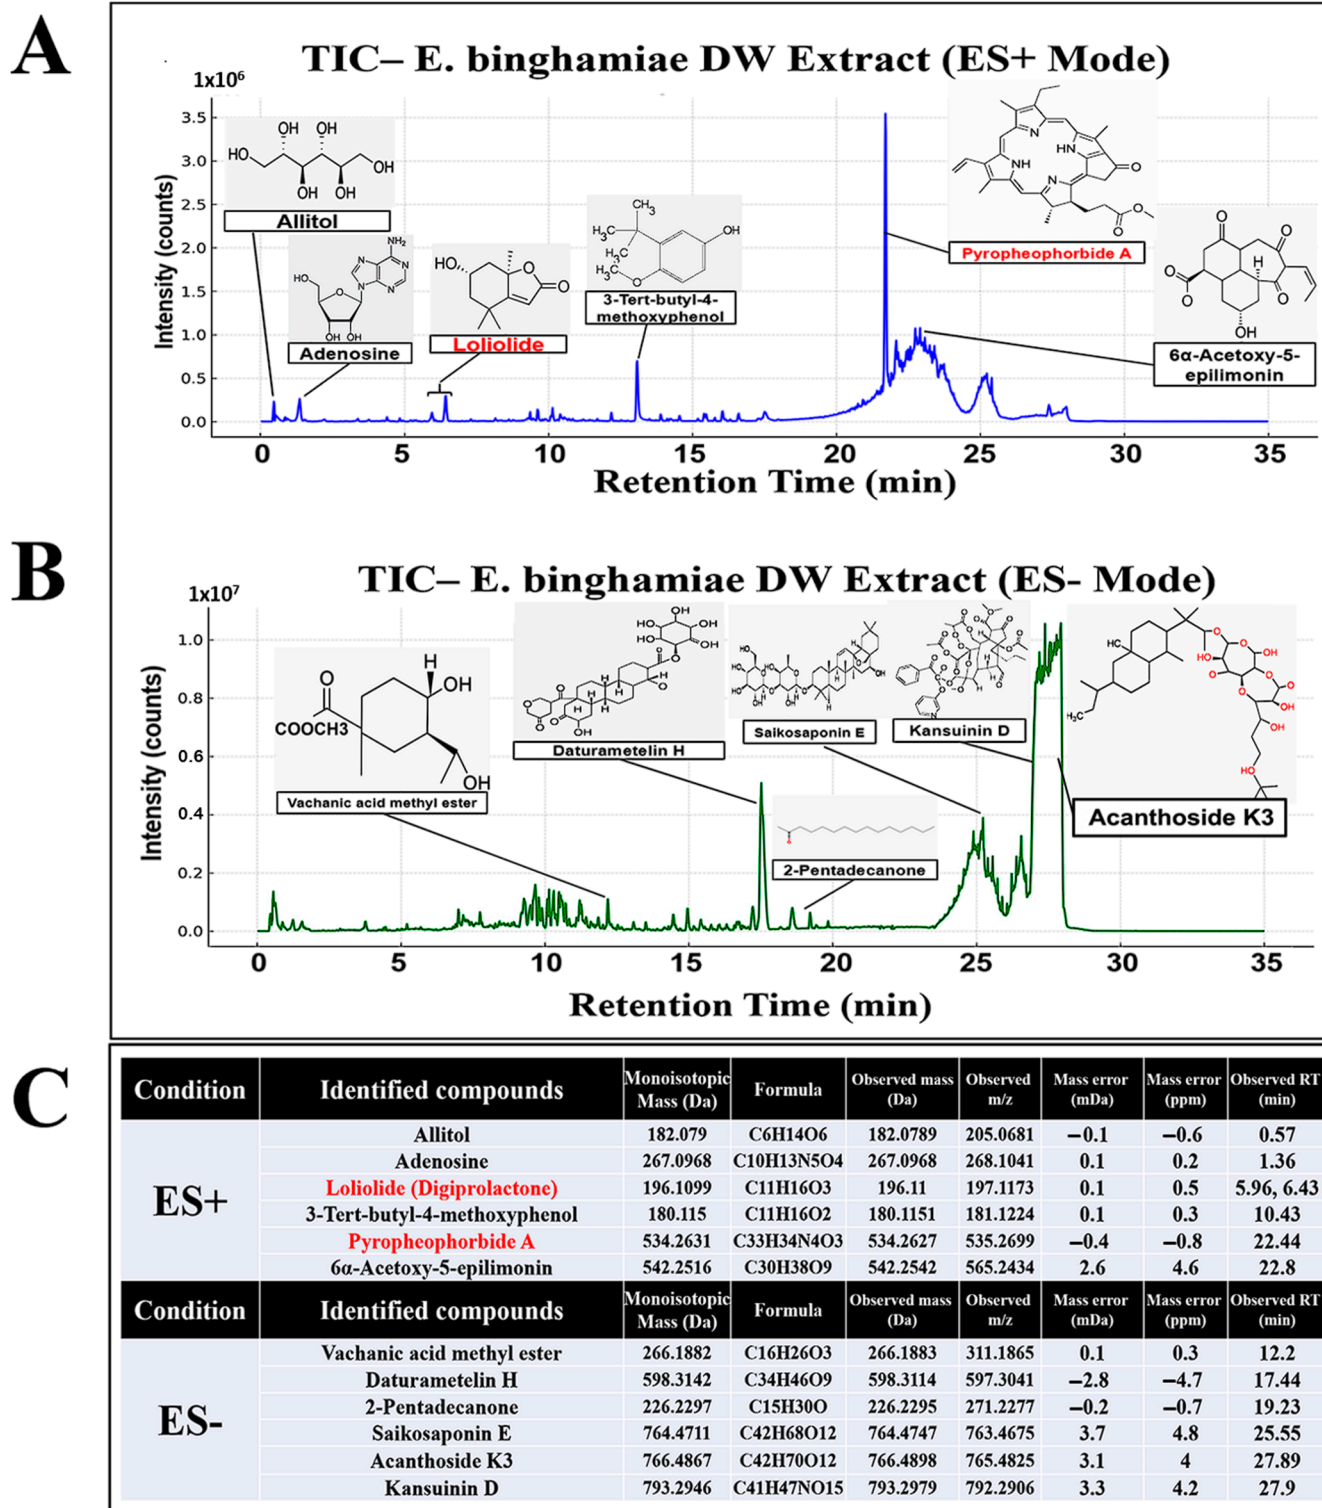 A
TIC– E. binghamiae DW Extract (ES+ Mode)
1x10⁶
Intensity (counts)
3.5
3.0
2.5
2.0
1.5
1.0
0.5
0.0
OH OH
HO
OH
OH OH
Allitol
NH₂
N
N
N
N
HO
O
OH OH
Adenosine
HO
O
O
Loliolide
CH₃
H₃C
H₃C
H₃C
O
OH
3-Tert-butyl-4-
methoxyphenol
N
HN
NH
N
O
O
O
Pyropheophorbide A
O
O
H
O
O
O
OH
6α-Acetoxy-5-
epilimonin
0 5 10 15 20 25 30 35
Retention Time (min)
B
TIC– E. binghamiae DW Extract (ES- Mode)
1x10⁷
Intensity (counts)
1.0
0.8
0.6
0.4
0.2
0.0
H
O
OH
COOCH3
OH
Vachanic acid methyl ester
Daturametelin H
Saikosaponin E
Kansuinin D
2-Pentadecanone
Acanthoside K3
0 5 10 15 20 25 30 35
Retention Time (min)
C
Condition Identified compounds Monoisotopic Mass (Da) Formula Observed mass (Da) Observed m/z Mass error (mDa) Mass error (ppm) Observed RT (min)
ES+
Allitol 182.079 C6H14O6 182.0789 205.0681 −0.1 −0.6 0.57
Adenosine 267.0968 C10H13N5O4 267.0968 268.1041 0.1 0.2 1.36
Loliolide (Digiprolactone) 196.1099 C11H16O3 196.11 197.1173 0.1 0.5 5.96, 6.43
3-Tert-butyl-4-methoxyphenol 180.115 C11H16O2 180.1151 181.1224 0.1 0.3 10.43
Pyropheophorbide A 534.2631 C33H34N4O3 534.2627 535.2699 −0.4 −0.8 22.44
6α-Acetoxy-5-epilimonin 542.2516 C30H38O9 542.2542 565.2434 2.6 4.6 22.8
Condition Identified compounds Monoisotopic Mass (Da) Formula Observed mass (Da) Observed m/z Mass error (mDa) Mass error (ppm) Observed RT (min)
ES-
Vachanic acid methyl ester 266.1882 C16H26O3 266.1883 311.1865 0.1 0.3 12.2
Daturametelin H 598.3142 C34H46O9 598.3114 597.3041 −2.8 −4.7 17.44
2-Pentadecanone 226.2297 C15H30O 226.2295 271.2277 −0.2 −0.7 19.23
Saikosaponin E 764.4711 C42H68O12 764.4747 763.4675 3.7 4.8 25.55
Acanthoside K3 766.4867 C42H70O12 766.4898 765.4825 3.1 4 27.89
Kansuinin D 793.2946 C41H47NO15 793.2979 792.2906 3.3 4.2 27.9